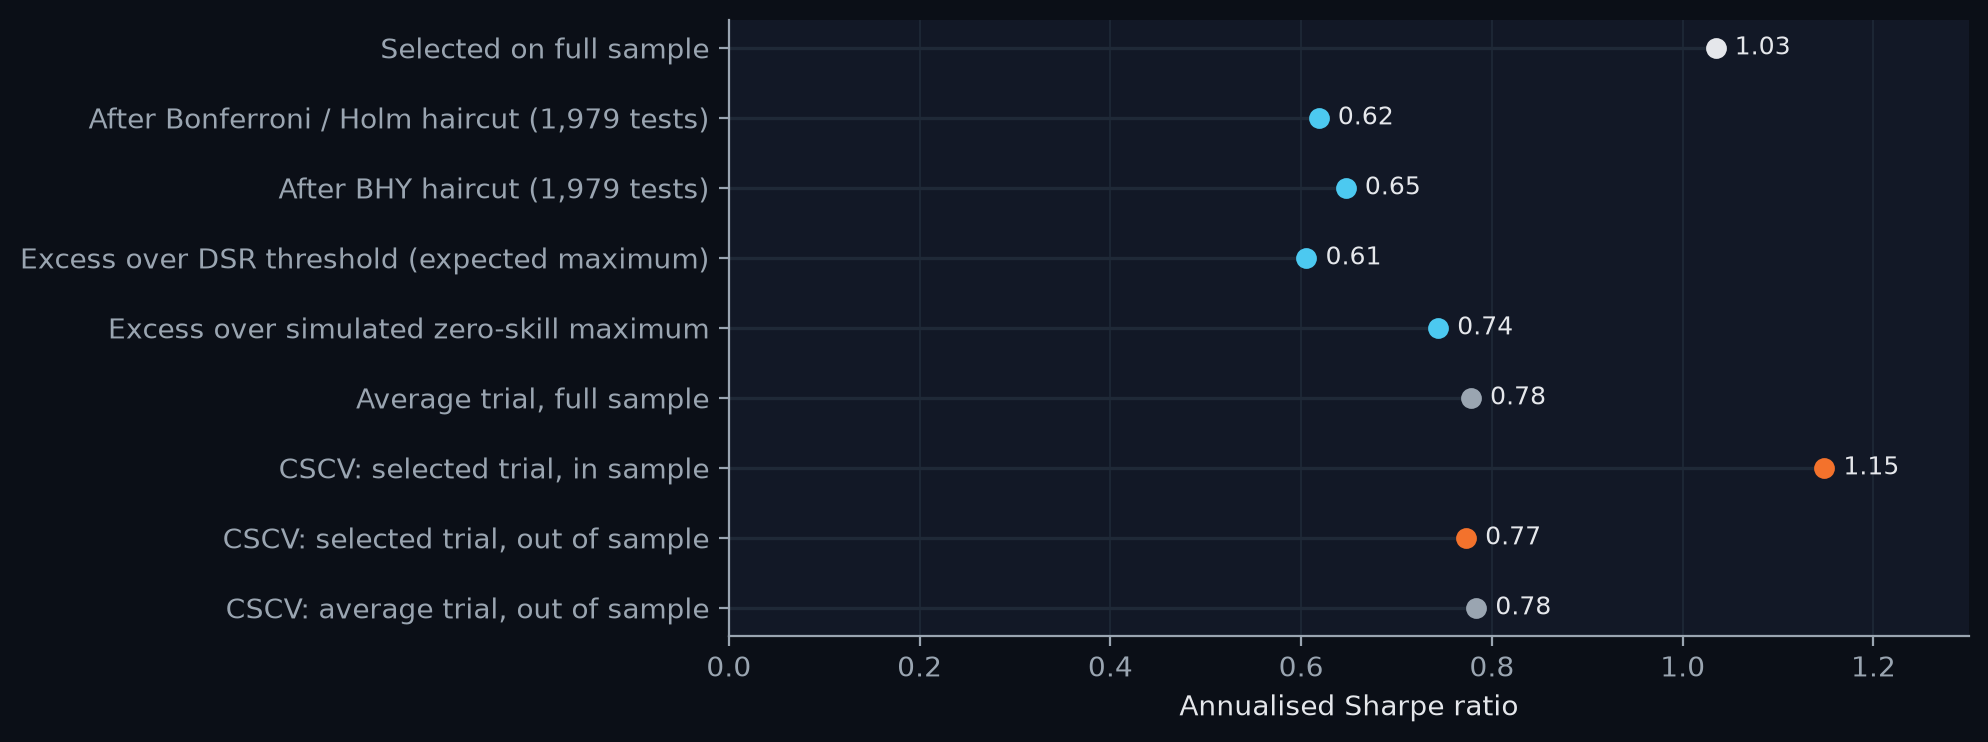 Selected on full sample 1.03
After Bonferroni / Holm haircut (1,979 tests) 0.62
After BHY haircut (1,979 tests) 0.65
Excess over DSR threshold (expected maximum) 0.61
Excess over simulated zero-skill maximum 0.74
Average trial, full sample 0.78
CSCV: selected trial, in sample 1.15
CSCV: selected trial, out of sample 0.77
CSCV: average trial, out of sample 0.78
0.0 0.2 0.4 0.6 0.8 1.0 1.2
Annualised Sharpe ratio